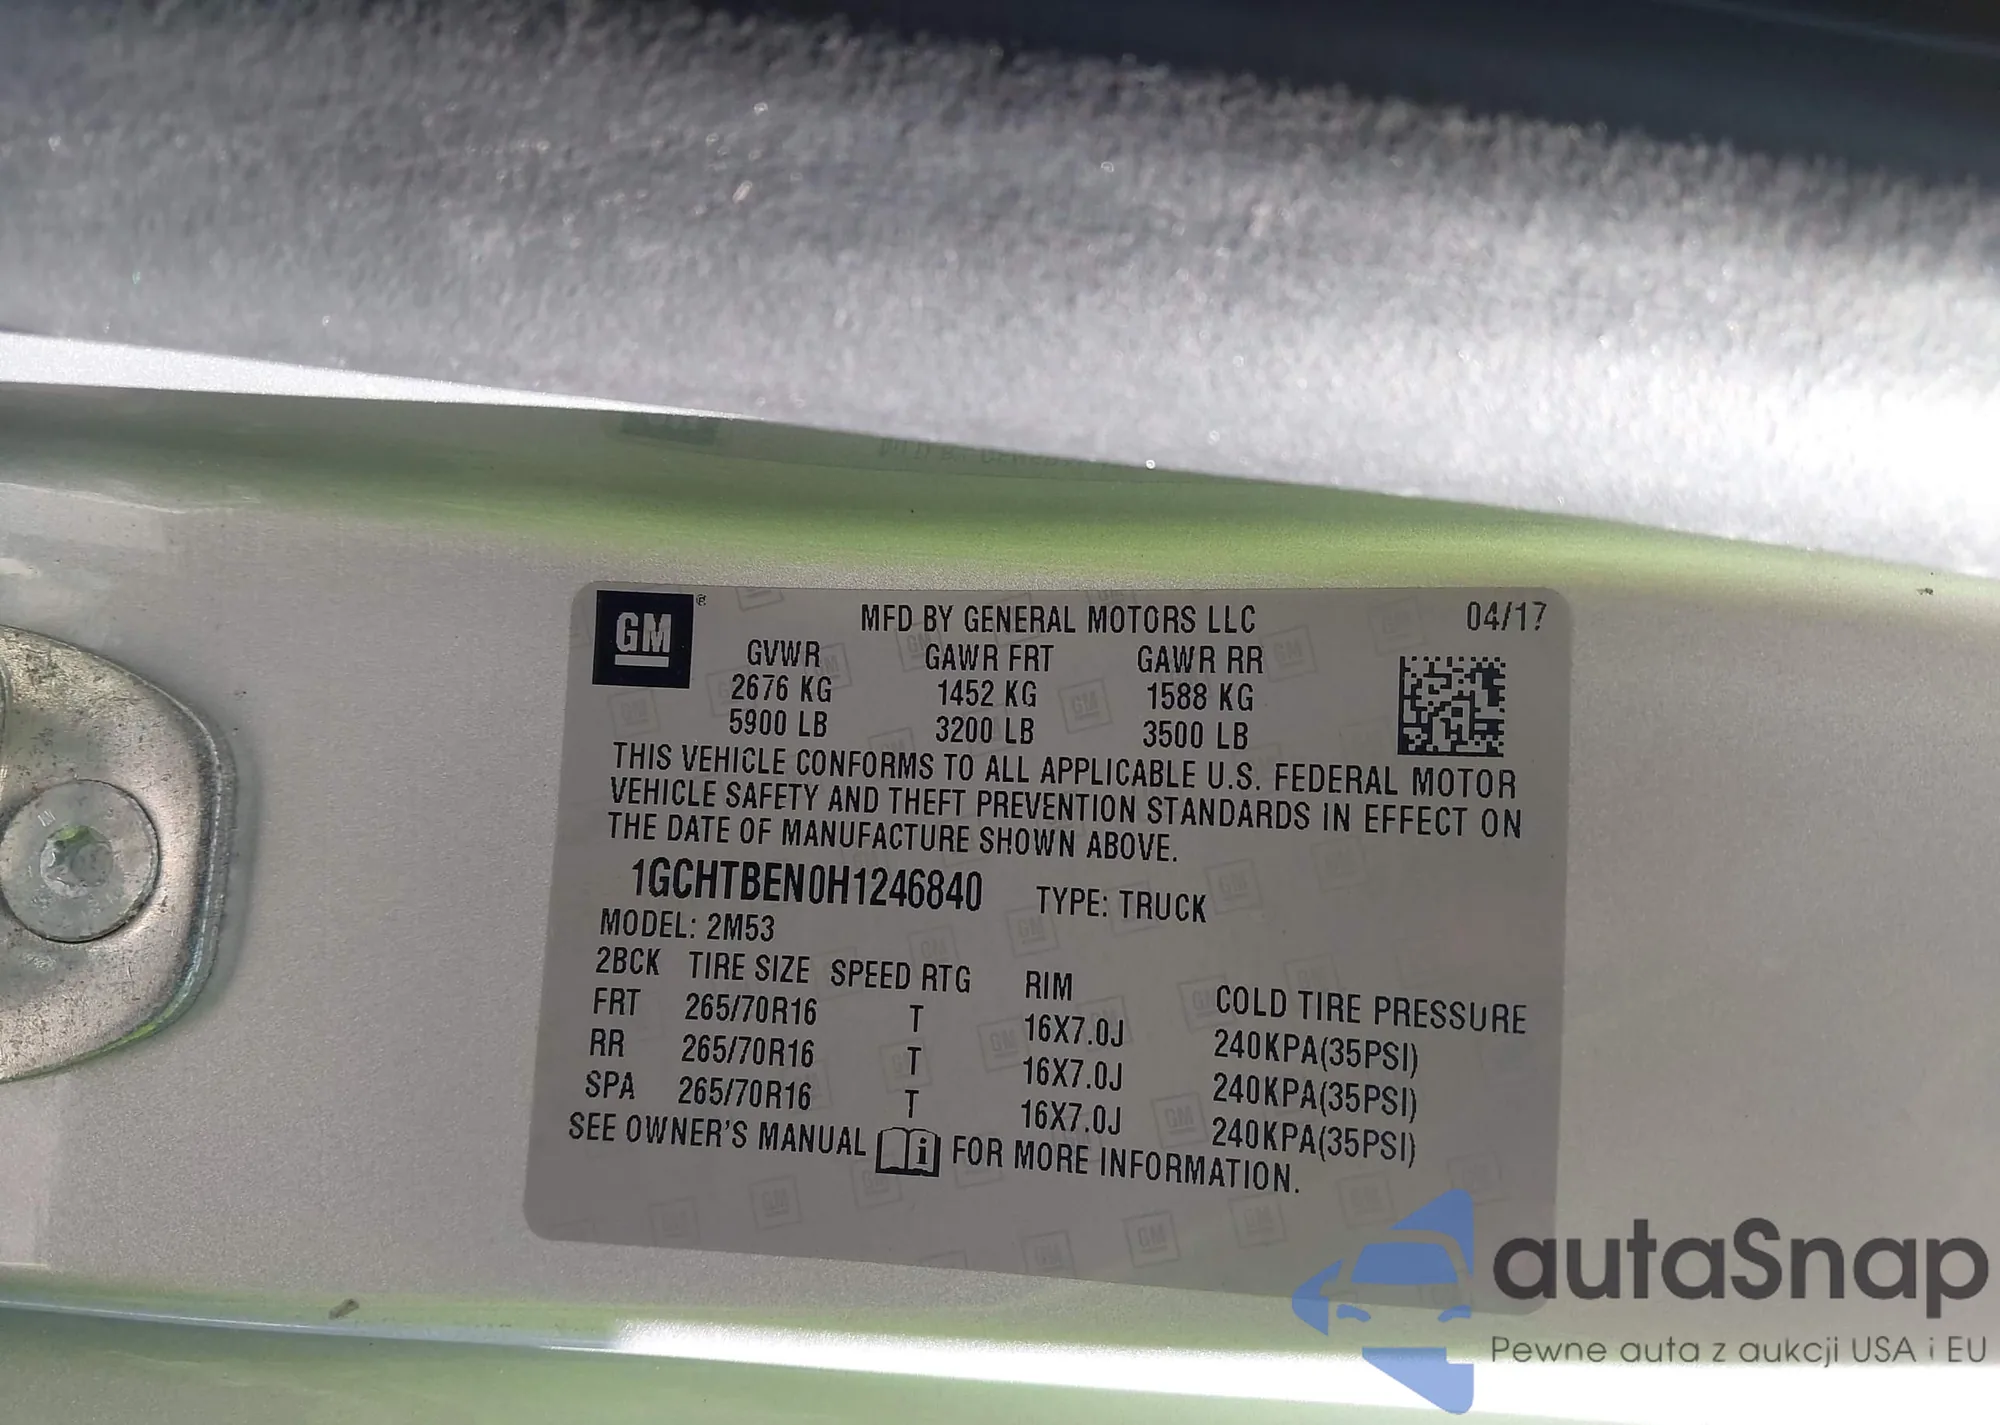 GM
MFD BY GENERAL MOTORS LLC 04/17
GVWR GAWR FRT GAWR RR
2676 KG 1452 KG 1588 KG
5900 LB 3200 LB 3500 LB
THIS VEHICLE CONFORMS TO ALL APPLICABLE U.S. FEDERAL MOTOR
VEHICLE SAFETY AND THEFT PREVENTION STANDARDS IN EFFECT ON
THE DATE OF MANUFACTURE SHOWN ABOVE.
1GCHTBEN0H1246840 TYPE: TRUCK
MODEL: 2M53
2BCK TIRE SIZE SPEED RTG RIM COLD TIRE PRESSURE
FRT 265/70R16 T 16X7.0J 240KPA(35PSI)
RR 265/70R16 T 16X7.0J 240KPA(35PSI)
SPA 265/70R16 T 16X7.0J 240KPA(35PSI)
SEE OWNER'S MANUAL FOR MORE INFORMATION.
autaSnap
Pewne auta z aukcji USA i EU